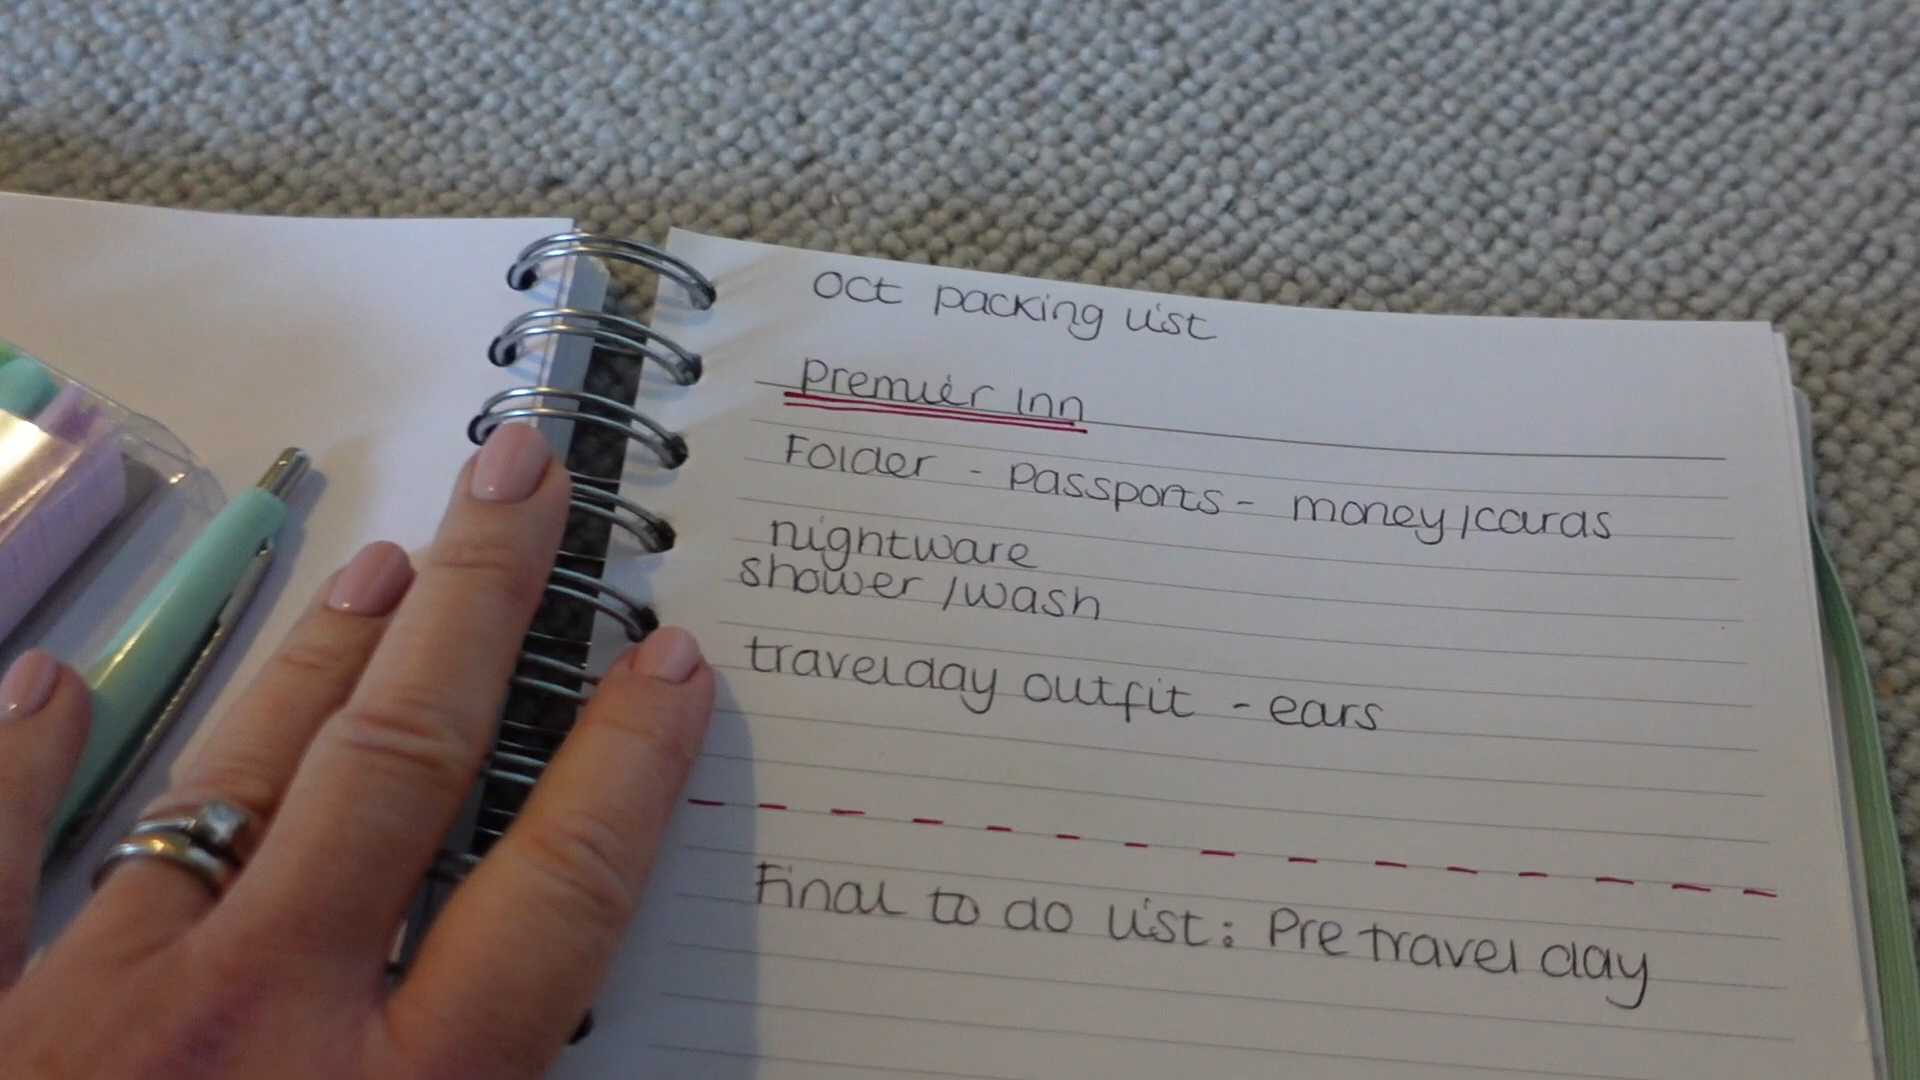 Oct packing list
Premier Inn
Folder - passports - money/cards
nightware
shower/wash
travelday outfit - ears
Final to do list: Pre travel day